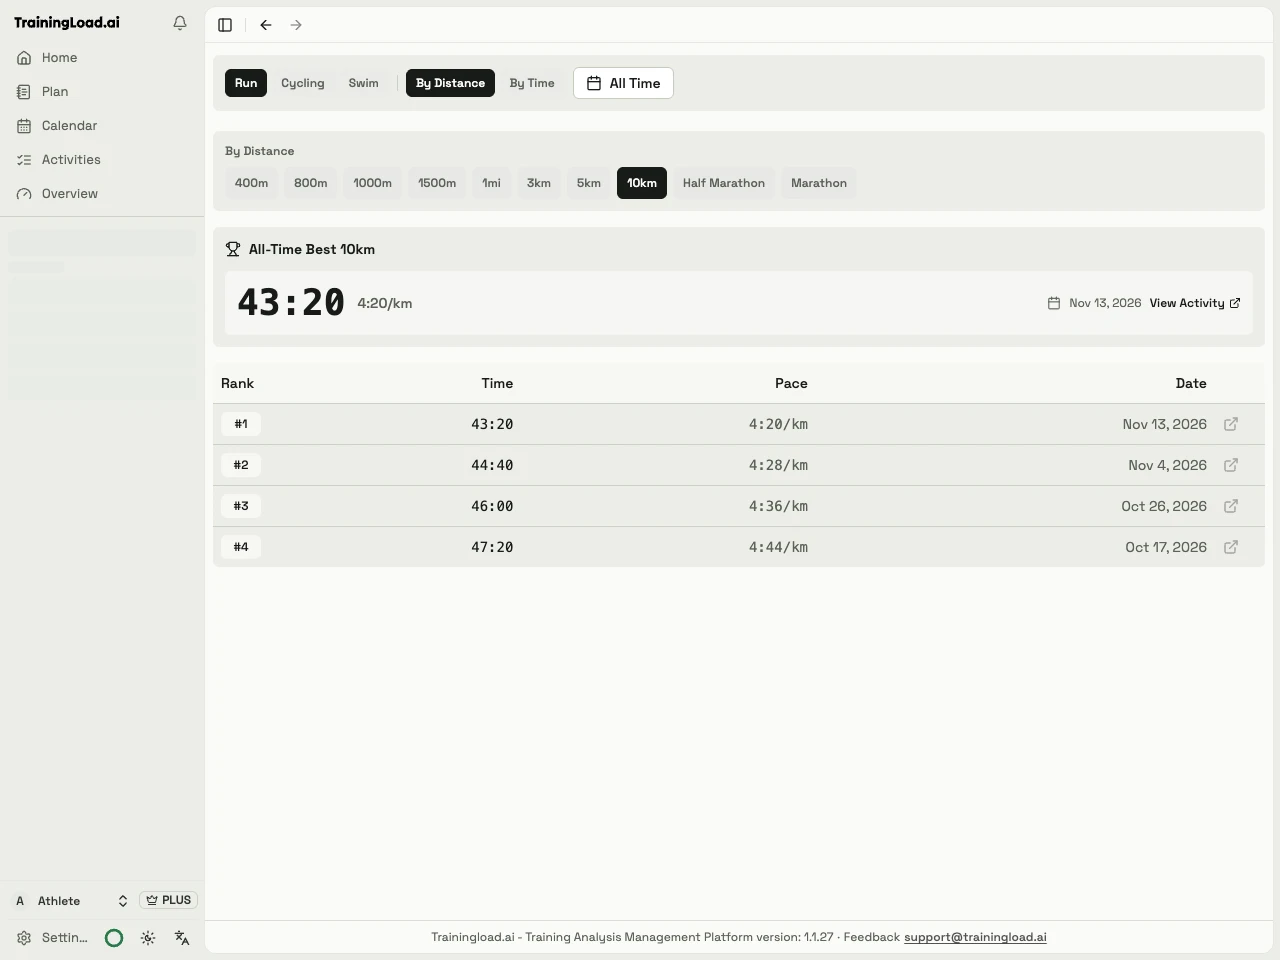 TrainingLoad.ai
Home
Plan
Calendar
Activities
Overview
Run Cycling Swim By Distance By Time All Time
By Distance
400m 800m 1000m 1500m 1mi 3km 5km 10km Half Marathon Marathon
All-Time Best 10km
43:20 4:20/km Nov 13, 2026 View Activity
Rank Time Pace Date
#1 43:20 4:20/km Nov 13, 2026
#2 44:40 4:28/km Nov 4, 2026
#3 46:00 4:36/km Oct 26, 2026
#4 47:20 4:44/km Oct 17, 2026
A Athlete PLUS
Settin...
Trainingload.ai - Training Analysis Management Platform version: 1.1.27 · Feedback support@trainingload.ai